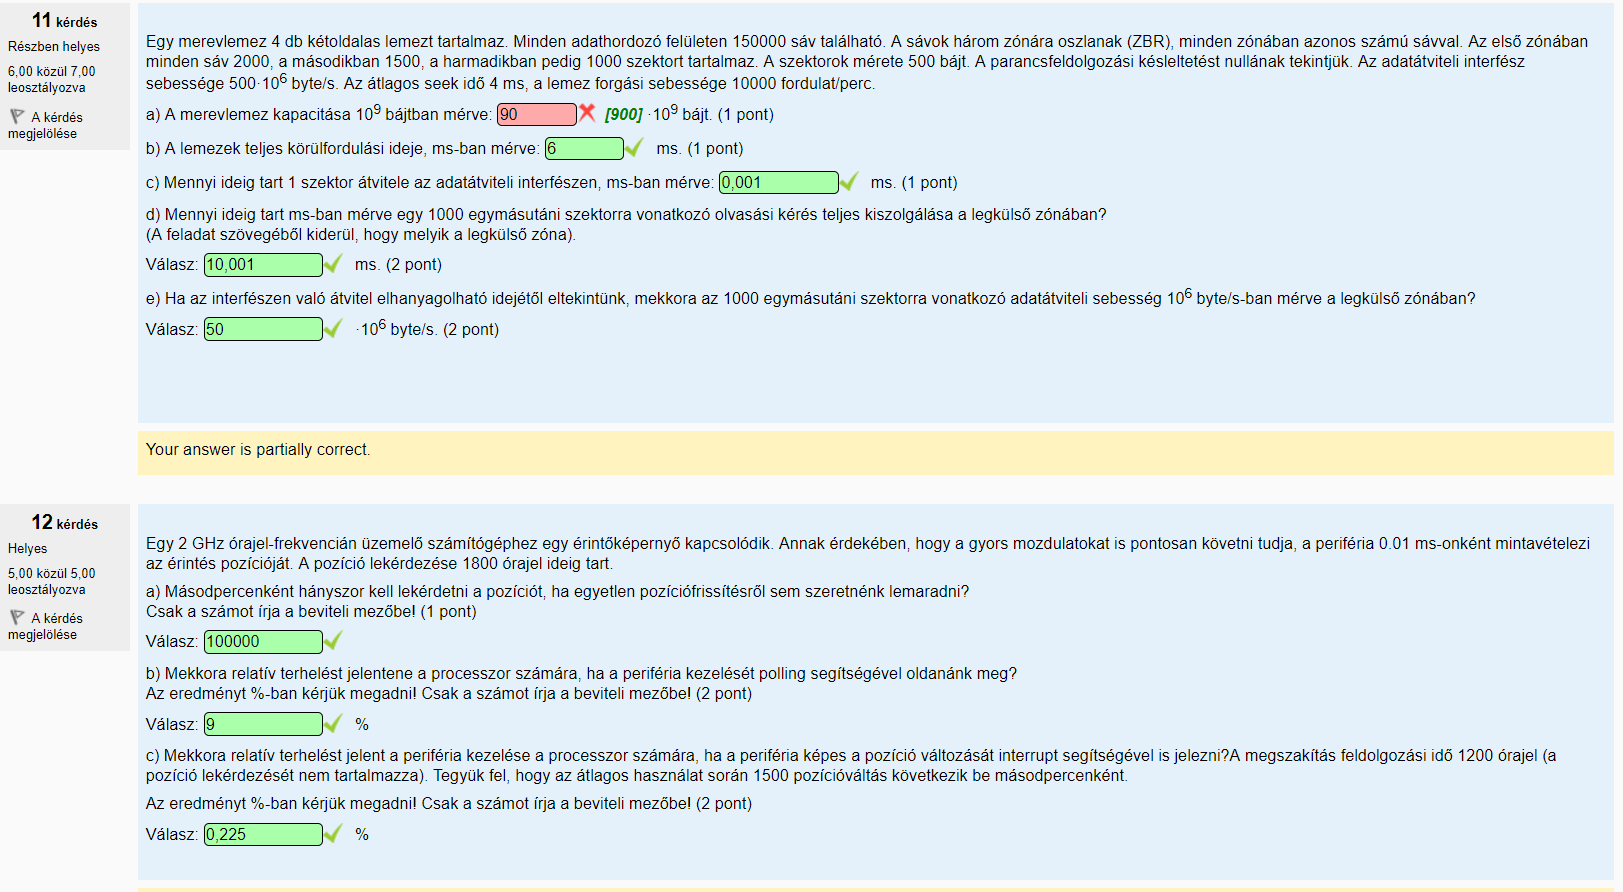 11 kérdés
Részben helyes
6,00 közül 7,00
leosztályozva
A kérdés
megjelölése
Egy merevlemez 4 db kétoldalas lemezt tartalmaz. Minden adathordozó felületen 150000 sáv található. A sávok három zónára oszlanak (ZBR), minden zónában azonos számú sávval. Az első zónában
minden sáv 2000, a másodikban 1500, a harmadikban pedig 1000 szektort tartalmaz. A szektorok mérete 500 bájt. A parancsfeldolgozási késleltetést nullának tekintjük. Az adatátviteli interfész
sebessége 500·10⁶ byte/s. Az átlagos seek idő 4 ms, a lemez forgási sebessége 10000 fordulat/perc.
a) A merevlemez kapacitása 10⁹ bájtban mérve: 90 [900] ·10⁹ bájt. (1 pont)
b) A lemezek teljes körülfordulási ideje, ms-ban mérve: 6 ms. (1 pont)
c) Mennyi ideig tart 1 szektor átvitele az adatátviteli interfészen, ms-ban mérve: 0,001 ms. (1 pont)
d) Mennyi ideig tart ms-ban mérve egy 1000 egymásutáni szektorra vonatkozó olvasási kérés teljes kiszolgálása a legkülső zónában?
(A feladat szövegéből kiderül, hogy melyik a legkülső zóna).
Válasz: 10,001 ms. (2 pont)
e) Ha az interfészen való átvitel elhanyagolható idejétől eltekintünk, mekkora az 1000 egymásutáni szektorra vonatkozó adatátviteli sebesség 10⁶ byte/s-ban mérve a legkülső zónában?
Válasz: 50 ·10⁶ byte/s. (2 pont)
Your answer is partially correct.
12 kérdés
Helyes
5,00 közül 5,00
leosztályozva
A kérdés
megjelölése
Egy 2 GHz órajel-frekvencián üzemelő számítógéphez egy érintőképernyő kapcsolódik. Annak érdekében, hogy a gyors mozdulatokat is pontosan követni tudja, a periféria 0.01 ms-onként mintavételezi
az érintés pozícióját. A pozíció lekérdezése 1800 órajel ideig tart.
a) Másodpercenként hányszor kell lekérdetni a pozíciót, ha egyetlen pozíciófrissítésről sem szeretnénk lemaradni?
Csak a számot írja a beviteli mezőbe! (1 pont)
Válasz: 100000
b) Mekkora relatív terhelést jelentene a processzor számára, ha a periféria kezelését polling segítségével oldanánk meg?
Az eredményt %-ban kérjük megadni! Csak a számot írja a beviteli mezőbe! (2 pont)
Válasz: 9 %
c) Mekkora relatív terhelést jelent a periféria kezelése a processzor számára, ha a periféria képes a pozíció változását interrupt segítségével is jelezni?A megszakítás feldolgozási idő 1200 órajel (a
pozíció lekérdezését nem tartalmazza). Tegyük fel, hogy az átlagos használat során 1500 pozícióváltás következik be másodpercenként.
Az eredményt %-ban kérjük megadni! Csak a számot írja a beviteli mezőbe! (2 pont)
Válasz: 0,225 %